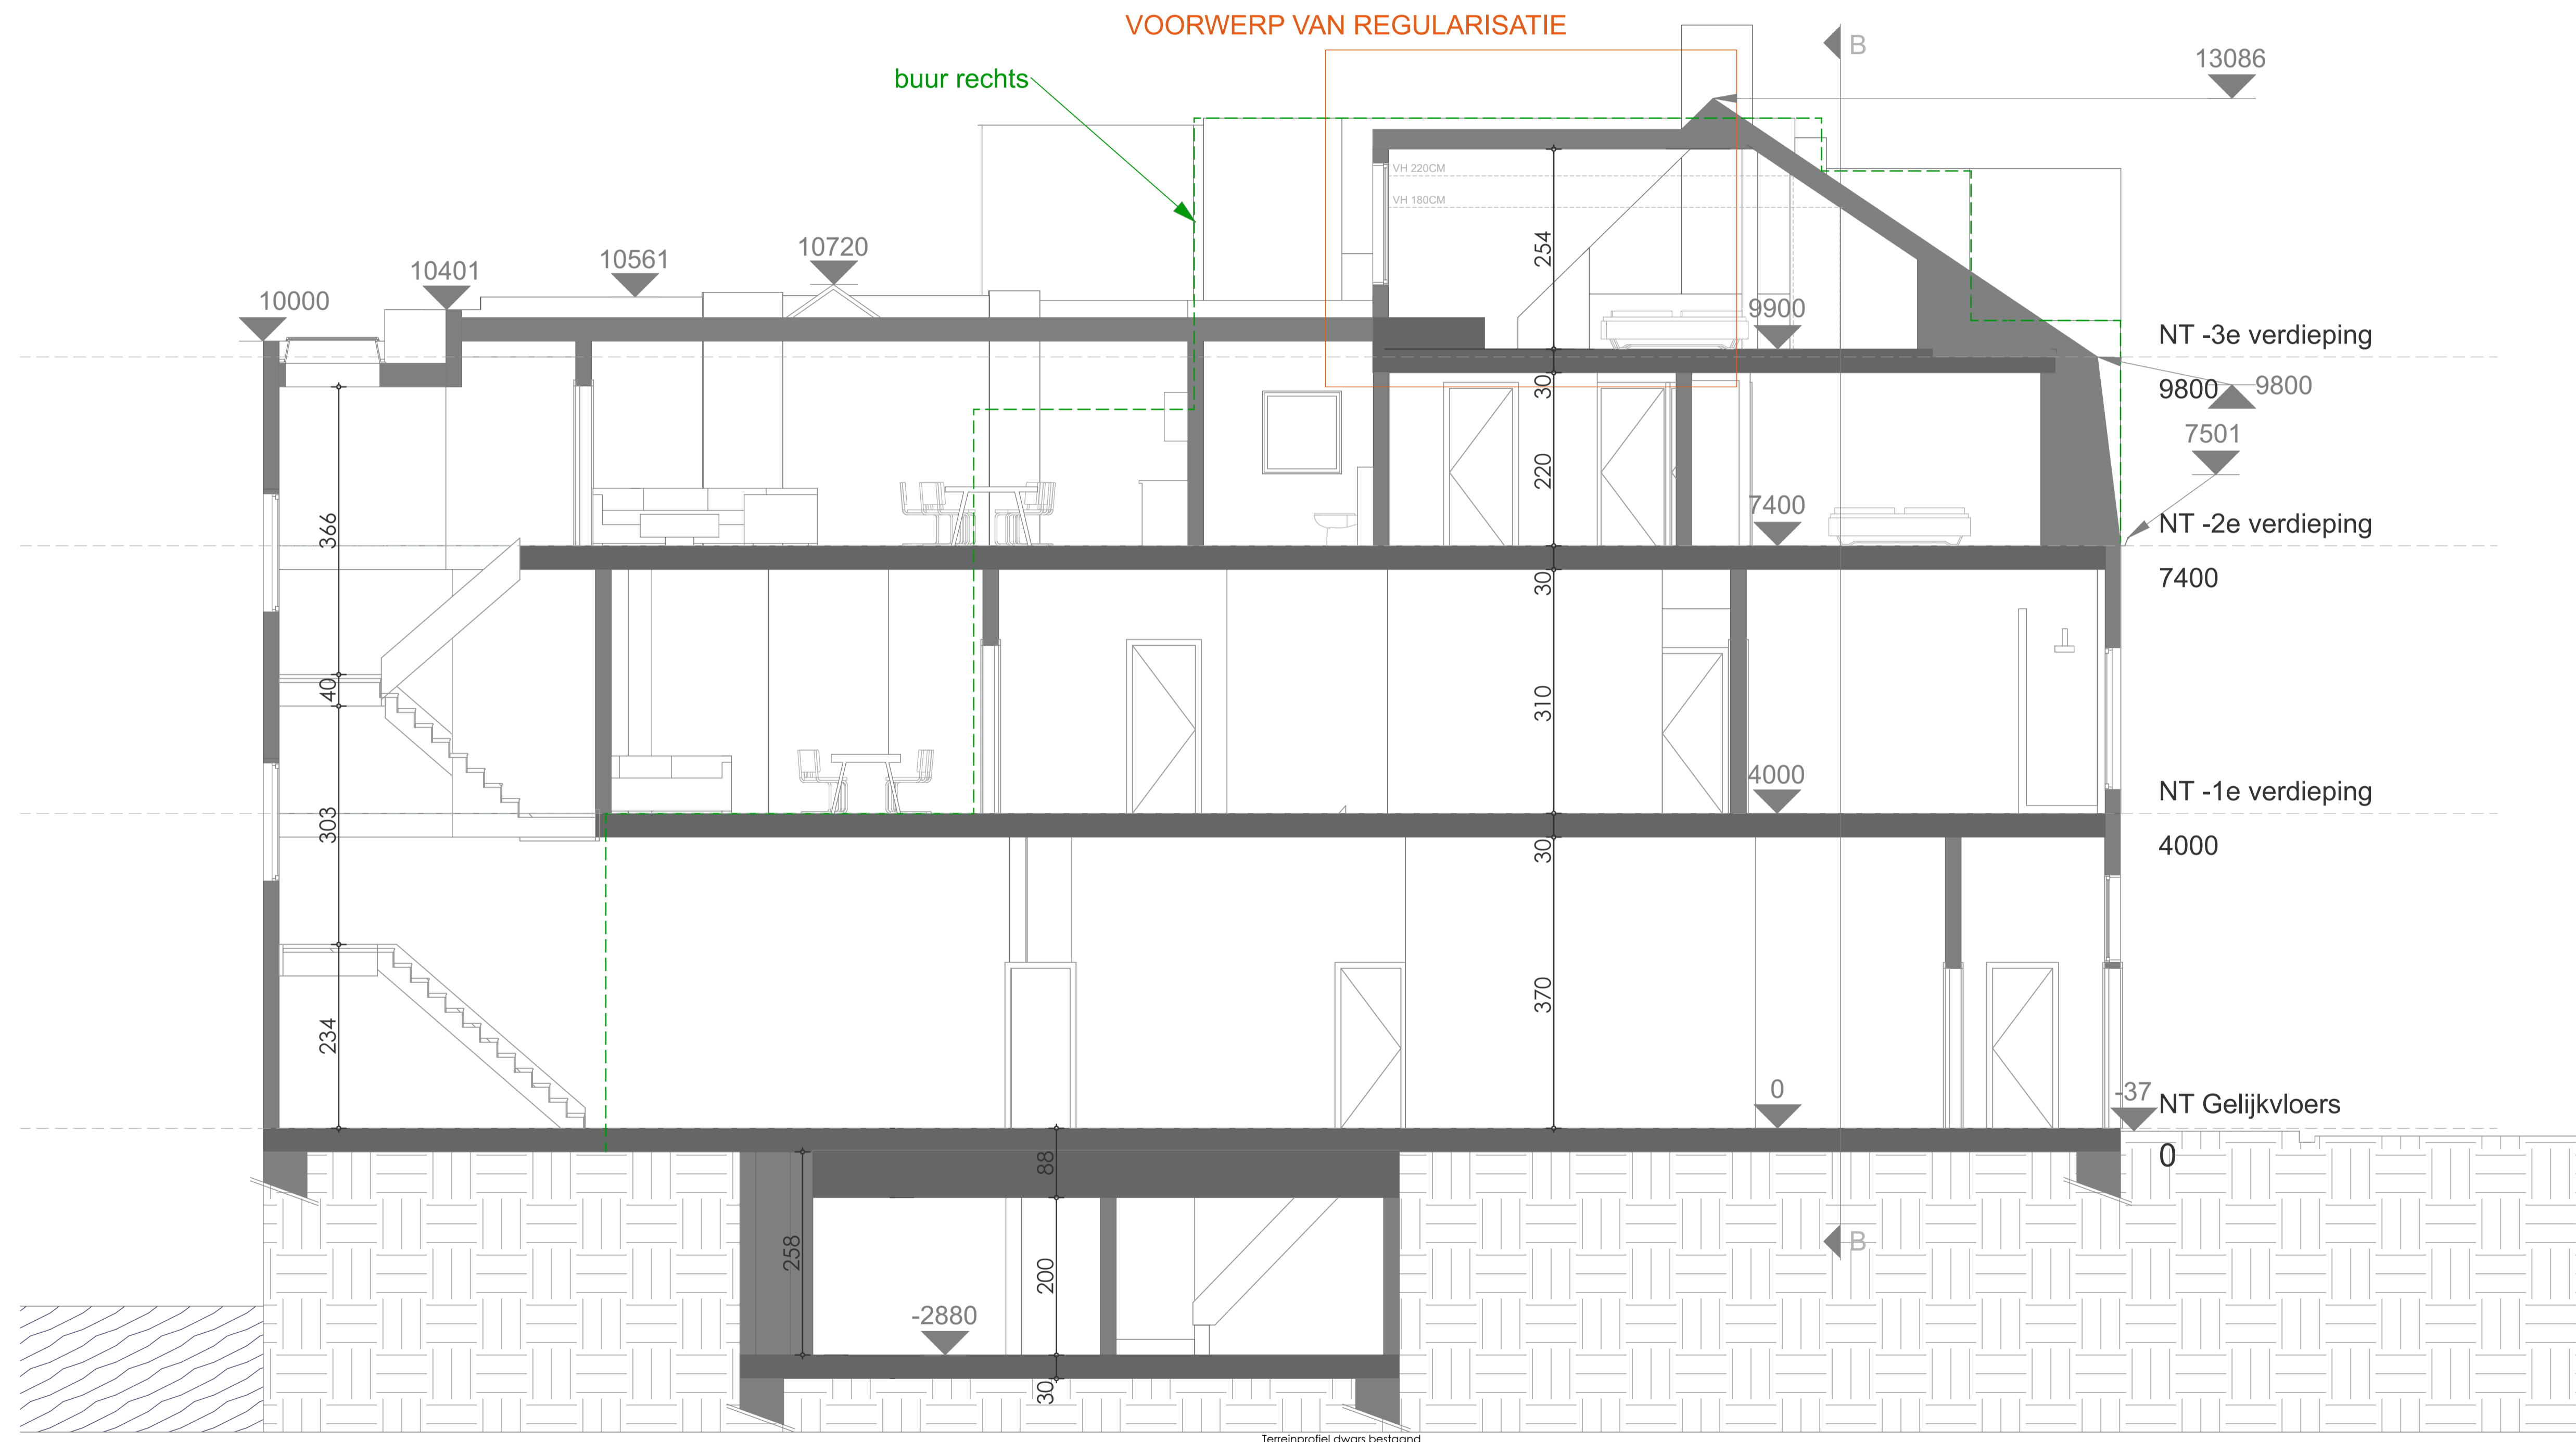 VOORWERP VAN REGULARISATIE
B
13086
buur rechts
VH 220CM
VH 180CM
254
10720
10561
10401
10000
9900
NT -3e verdieping
9800
9800
30
7501
220
7400
366
NT -2e verdieping
7400
30
40
310
4000
NT -1e verdieping
4000
303
30
370
234
0
-37
NT Gelijkvloers
0
88
258
B
200
-2880
30
Terreinprofiel dwars bestaand